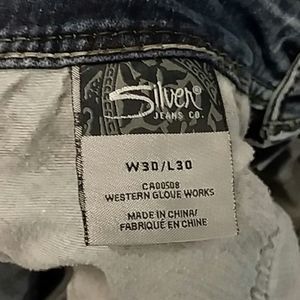 Silver®
JEANS CO.
W30/L30
CA00508
WESTERN GLOVE WORKS
MADE IN CHINA/
FABRIQUÉ EN CHINE